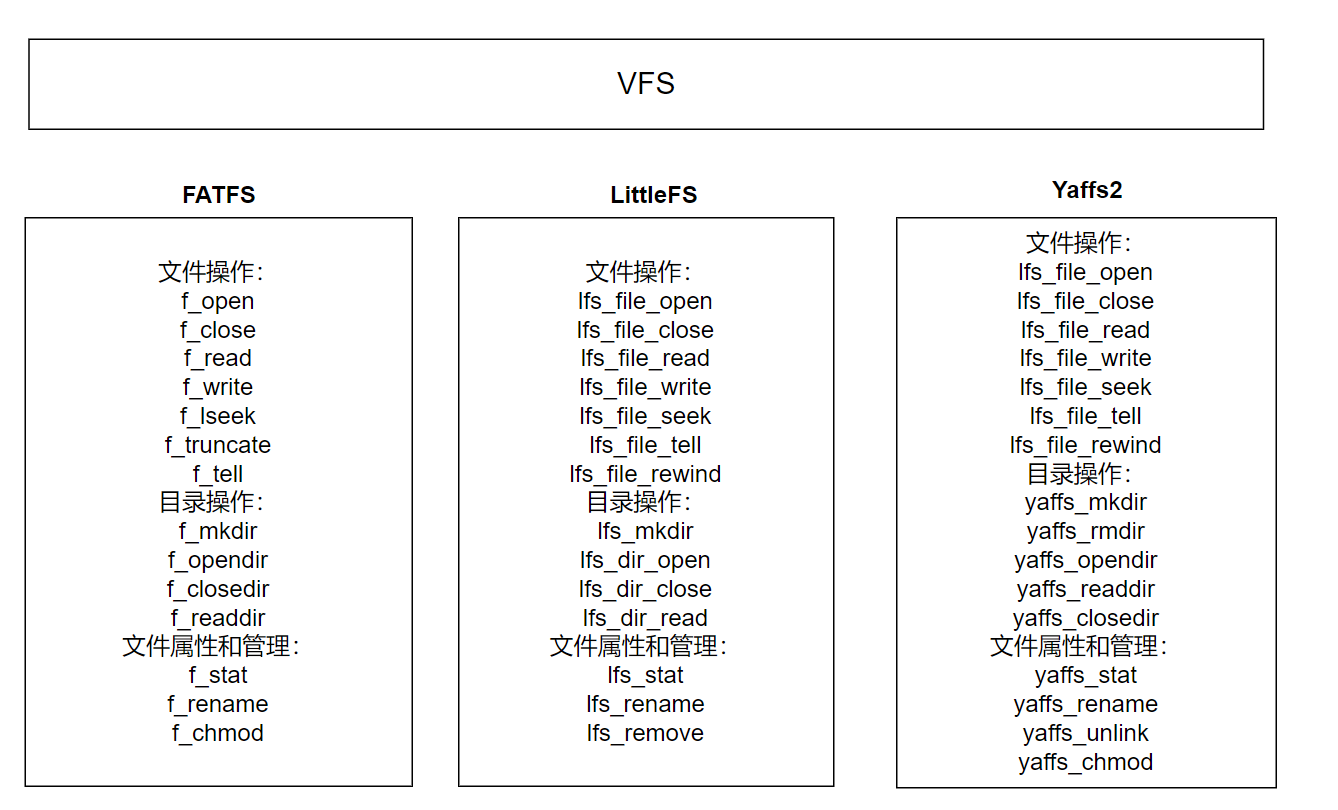 VFS
FATFS
文件操作：
f_open
f_close
f_read
f_write
f_lseek
f_truncate
f_tell
目录操作：
f_mkdir
f_opendir
f_closedir
f_readdir
文件属性和管理：
f_stat
f_rename
f_chmod
LittleFS
文件操作：
lfs_file_open
lfs_file_close
lfs_file_read
lfs_file_write
lfs_file_seek
lfs_file_tell
lfs_file_rewind
目录操作：
lfs_mkdir
lfs_dir_open
lfs_dir_close
lfs_dir_read
文件属性和管理：
lfs_stat
lfs_rename
lfs_remove
Yaffs2
文件操作：
lfs_file_open
lfs_file_close
lfs_file_read
lfs_file_write
lfs_file_seek
lfs_file_tell
lfs_file_rewind
目录操作：
yaffs_mkdir
yaffs_rmdir
yaffs_opendir
yaffs_readdir
yaffs_closedir
文件属性和管理：
yaffs_stat
yaffs_rename
yaffs_unlink
yaffs_chmod